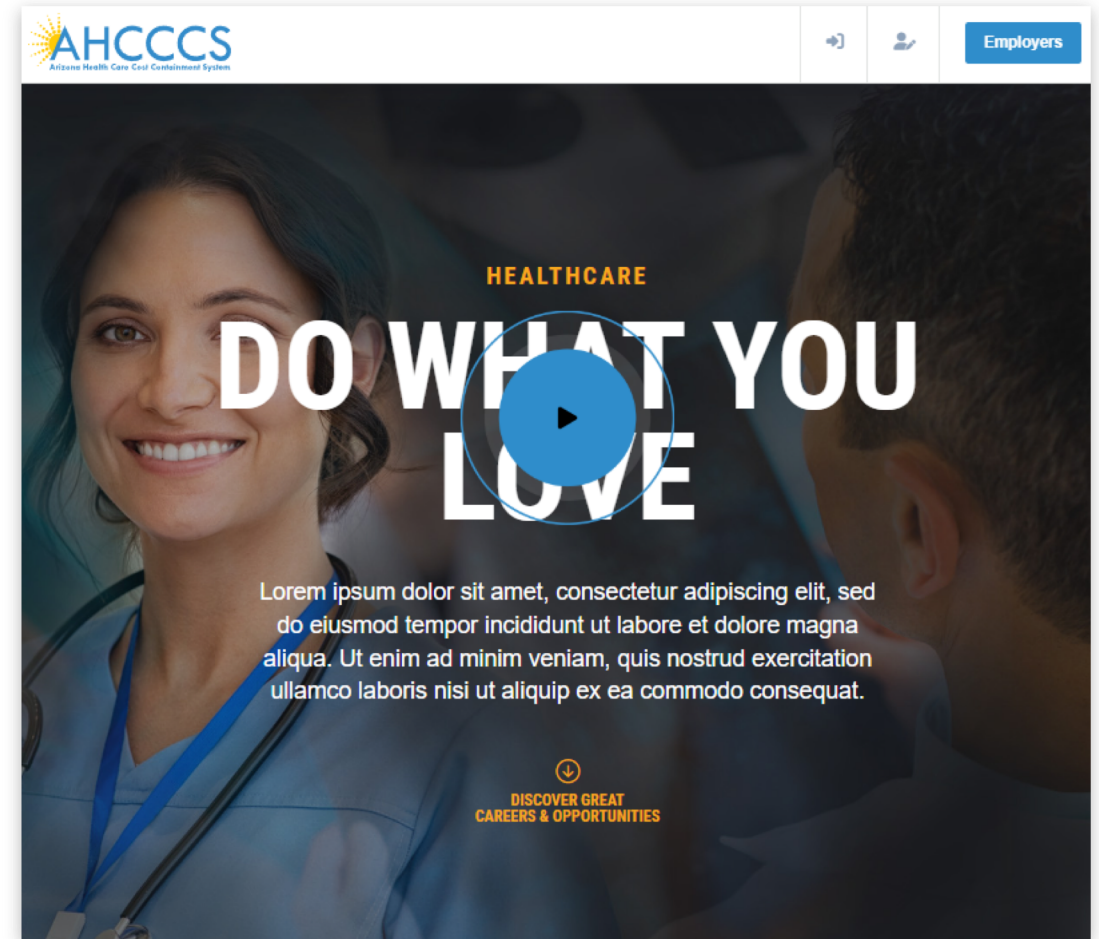 AHCCCS
Arizona Health Care Cost Containment System
Employers
HEALTHCARE
DO WHAT YOU
LOVE
Lorem ipsum dolor sit amet, consectetur adipiscing elit, sed
do eiusmod tempor incididunt ut labore et dolore magna
aliqua. Ut enim ad minim veniam, quis nostrud exercitation
ullamco laboris nisi ut aliquip ex ea commodo consequat.
DISCOVER GREAT
CAREERS & OPPORTUNITIES